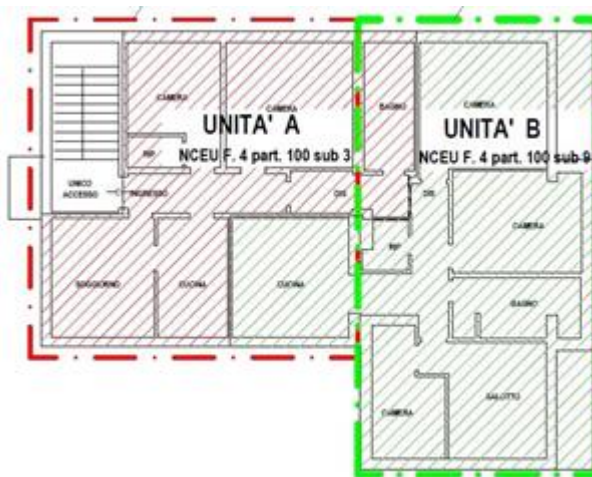 CAMERA
CAMERA
BAGNO
CAMERA
UNITA' A
UNITA' B
NCEU F. 4 part. 100 sub 3
NCEU F. 4 part. 100 sub 9
RIP
UNICO
ACCESSO
INGRESSO
DIS
DIS
CAMERA
RIP
SOGGIORNO
CUCINA
CUCINA
BAGNO
CAMERA
SALOTTO